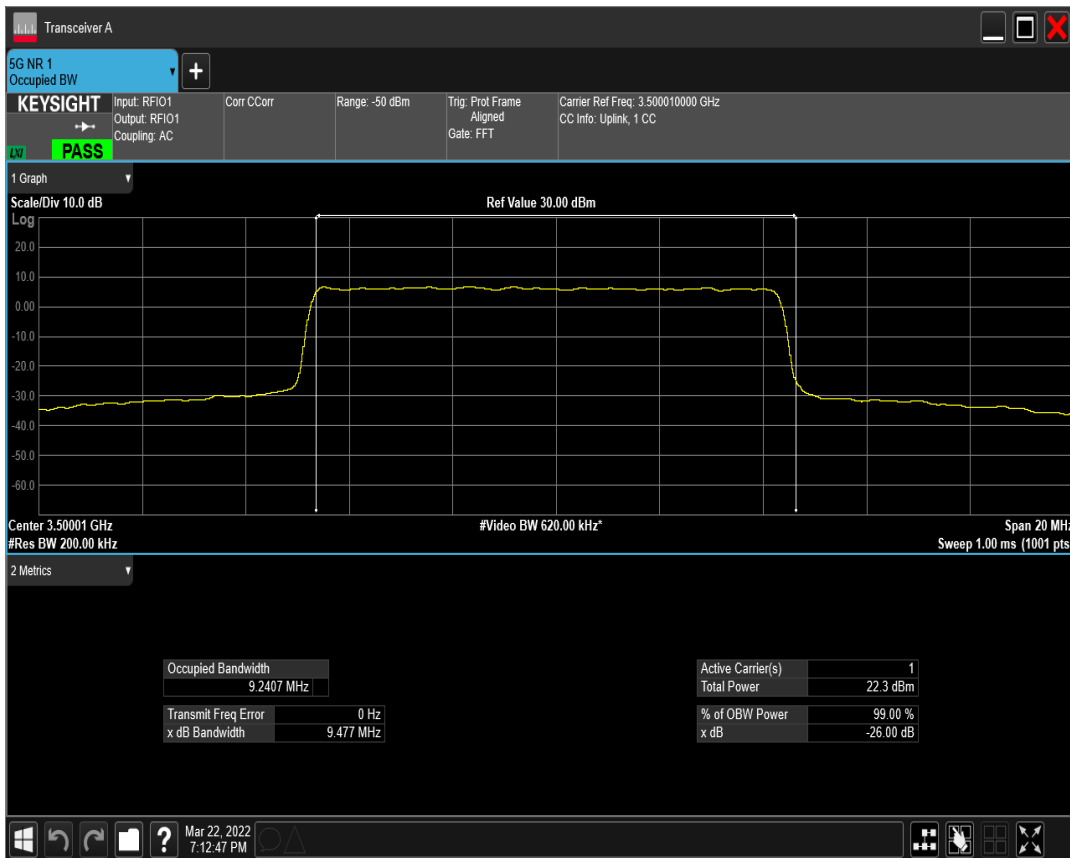 Transceiver A
5G NR 1
Occupied BW
+
KEYSIGHT
LXI
PASS
Input: RFIO1
Output: RFIO1
Coupling: AC
Corr CCorr
Range: -50 dBm
Trig: Prot Frame
Aligned
Gate: FFT
Carrier Ref Freq: 3.500010000 GHz
CC Info: Uplink, 1 CC
1 Graph
Scale/Div 10.0 dB
Ref Value 30.00 dBm
Log
20.0
10.0
0.00
-10.0
-20.0
-30.0
-40.0
-50.0
-60.0
Center 3.50001 GHz
#Video BW 620.00 kHz*
Span 20 MHz
#Res BW 200.00 kHz
Sweep 1.00 ms (1001 pts
2 Metrics
Occupied Bandwidth
9.2407 MHz
Transmit Freq Error 0 Hz
x dB Bandwidth 9.477 MHz
Active Carrier(s) 1
Total Power 22.3 dBm
% of OBW Power 99.00 %
x dB -26.00 dB
?
Mar 22, 2022
7:12:47 PM